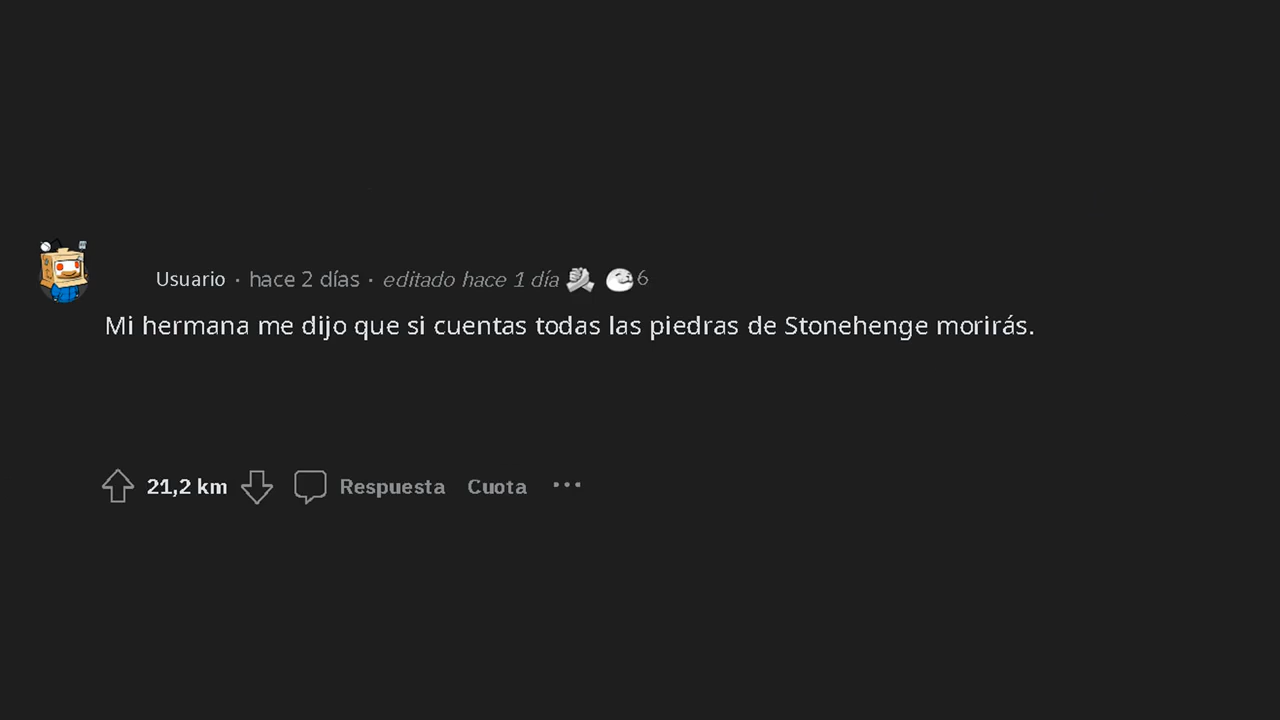 Usuario · hace 2 días · editado hace 1 día 6
Mi hermana me dijo que si cuentas todas las piedras de Stonehenge morirás.
21,2 km Respuesta Cuota ···